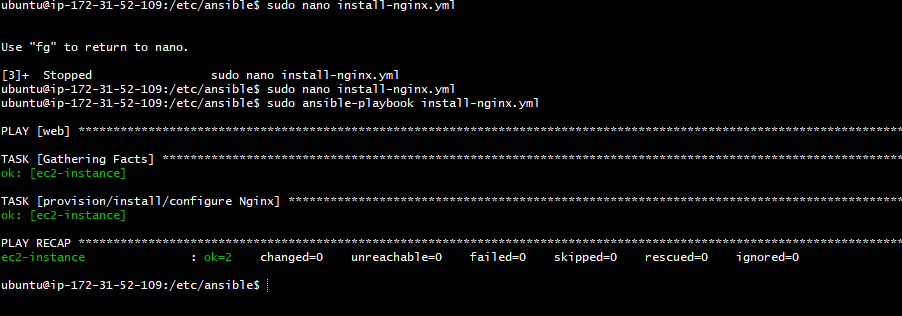 ubuntu@ip-172-31-52-109:/etc/ansible$ sudo nano install-nginx.yml
Use "fg" to return to nano.
[3]+  Stopped                 sudo nano install-nginx.yml
ubuntu@ip-172-31-52-109:/etc/ansible$ sudo nano install-nginx.yml
ubuntu@ip-172-31-52-109:/etc/ansible$ sudo ansible-playbook install-nginx.yml
PLAY [web] **********************************************************************************************************************
TASK [Gathering Facts] **********************************************************************************************************
ok: [ec2-instance]
TASK [provision/install/configure Nginx] ****************************************************************************************
ok: [ec2-instance]
PLAY RECAP **********************************************************************************************************************
ec2-instance               : ok=2    changed=0    unreachable=0    failed=0    skipped=0    rescued=0    ignored=0
ubuntu@ip-172-31-52-109:/etc/ansible$